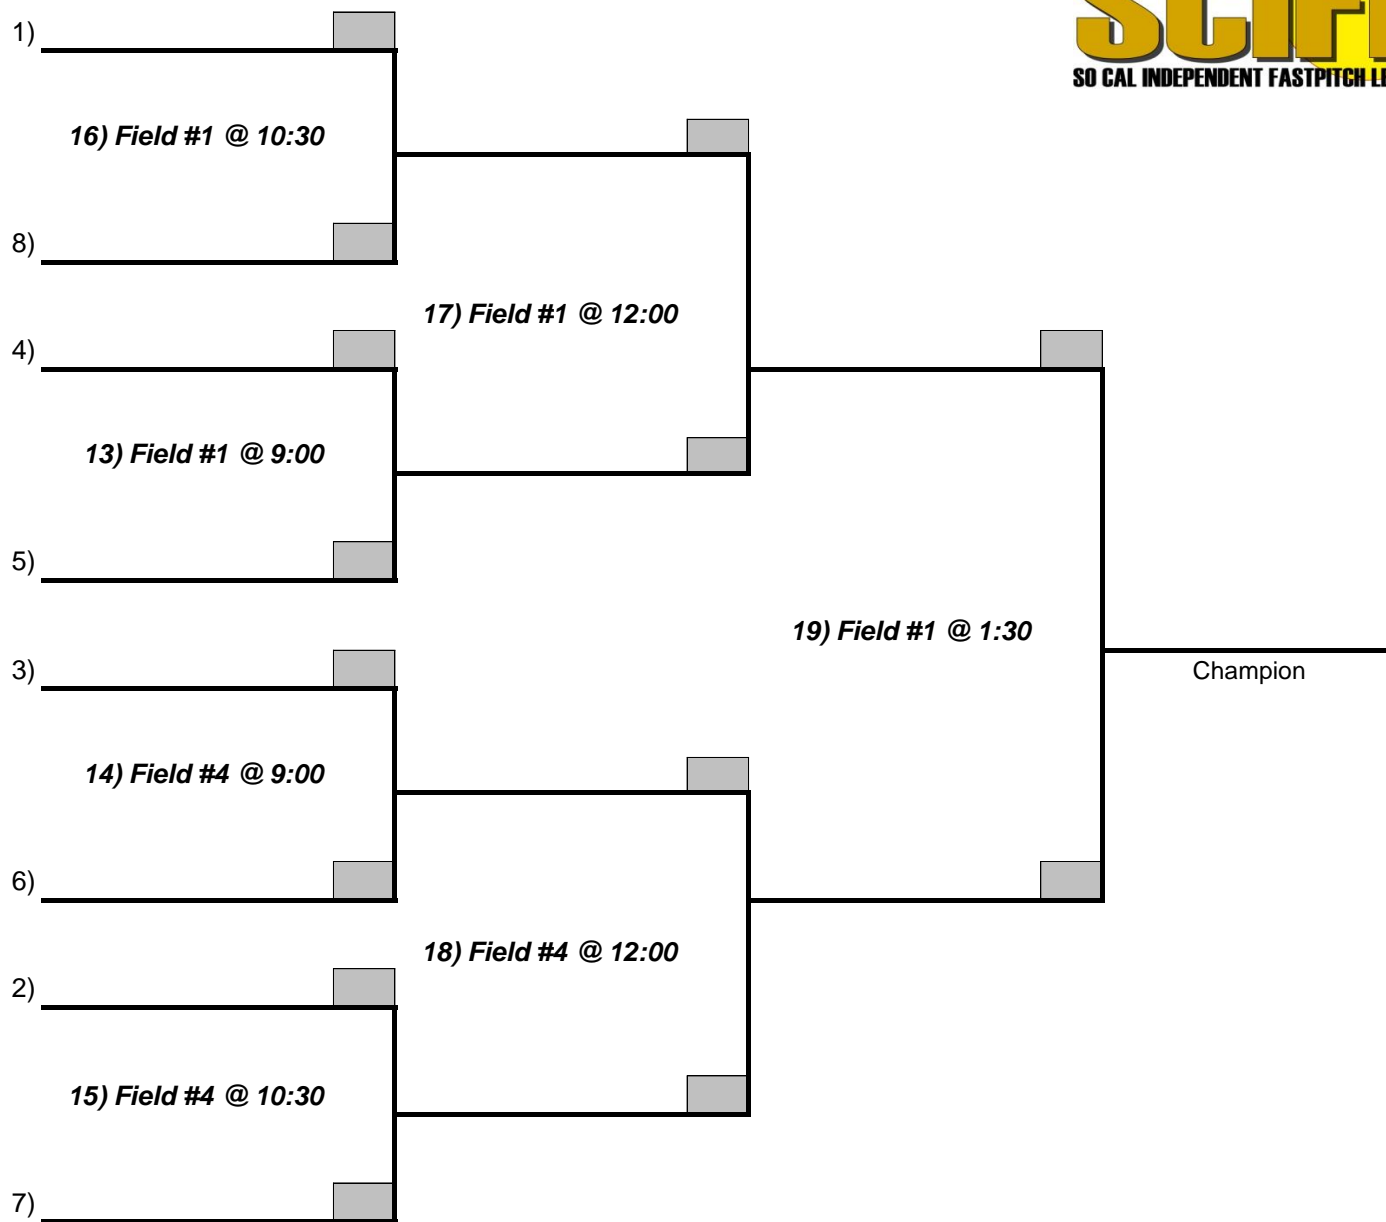 1)
SO CAL INDEPENDENT FASTPITCH
16) Field #1 @ 10:30
8)
17) Field #1 @ 12:00
4)
13) Field #1 @ 9:00
5)
19) Field #1 @ 1:30
3)
Champion
14) Field #4 @ 9:00
6)
18) Field #4 @ 12:00
2)
15) Field #4 @ 10:30
7)